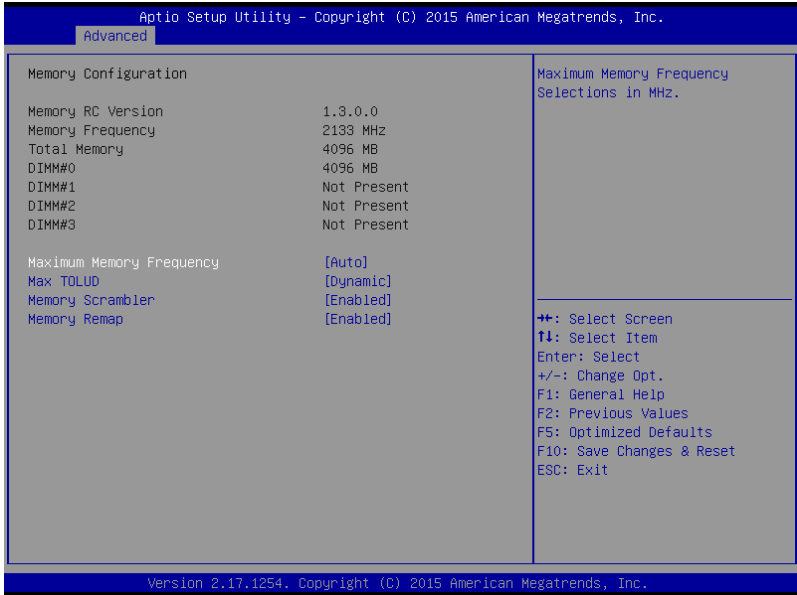 Aptio Setup Utility – Copyright (C) 2015 American Megatrends, Inc.
Advanced
Memory Configuration
Memory RC Version 1.3.0.0
Memory Frequency 2133 MHz
Total Memory 4096 MB
DIMM#0 4096 MB
DIMM#1 Not Present
DIMM#2 Not Present
DIMM#3 Not Present
Maximum Memory Frequency [Auto]
Max TOLUD [Dynamic]
Memory Scrambler [Enabled]
Memory Remap [Enabled]
Maximum Memory Frequency
Selections in MHz.
→←: Select Screen
↑↓: Select Item
Enter: Select
+/-: Change Opt.
F1: General Help
F2: Previous Values
F5: Optimized Defaults
F10: Save Changes & Reset
ESC: Exit
Version 2.17.1254. Copyright (C) 2015 American Megatrends, Inc.